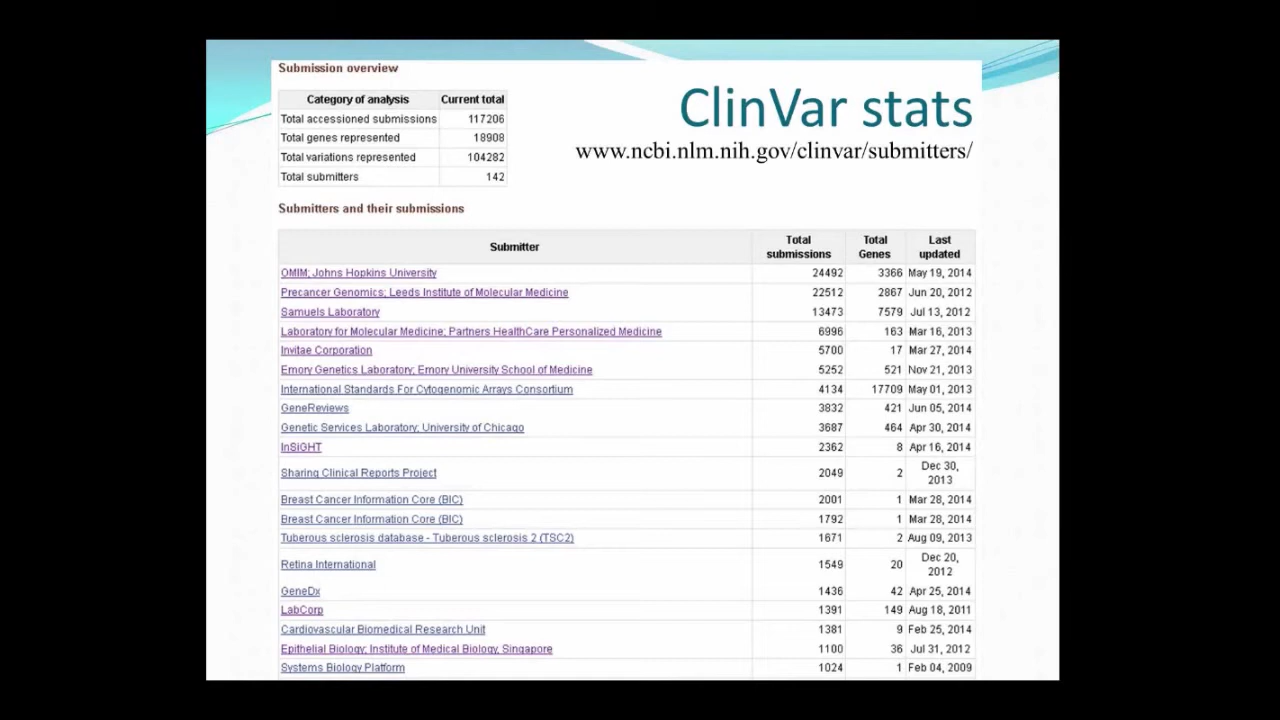 Submission overview
ClinVar stats
www.ncbi.nlm.nih.gov/clinvar/submitters/
Category of analysis Current total
Total accessioned submissions 117206
Total genes represented 18908
Total variations represented 104282
Total submitters 142
Submitters and their submissions
Submitter Total submissions Total Genes Last updated
OMIM; Johns Hopkins University 24492 3366 May 19, 2014
Precancer Genomics; Leeds Institute of Molecular Medicine 22512 2867 Jun 20, 2012
Samuels Laboratory 13473 7579 Jul 13, 2012
Laboratory for Molecular Medicine; Partners HealthCare Personalized Medicine 6996 163 Mar 16, 2013
Invitae Corporation 5700 17 Mar 27, 2014
Emory Genetics Laboratory; Emory University School of Medicine 5252 521 Nov 21, 2013
International Standards For Cytogenomic Arrays Consortium 4134 17709 May 01, 2013
GeneReviews 3832 421 Jun 05, 2014
Genetic Services Laboratory, University of Chicago 3687 464 Apr 30, 2014
InSiGHT 2362 8 Apr 16, 2014
Sharing Clinical Reports Project 2049 2 Dec 30, 2013
Breast Cancer Information Core (BIC) 2001 1 Mar 28, 2014
Breast Cancer Information Core (BIC) 1792 1 Mar 28, 2014
Tuberous sclerosis database - Tuberous sclerosis 2 (TSC2) 1671 2 Aug 09, 2013
Retina International 1549 20 Dec 20, 2012
GeneDx 1436 42 Apr 25, 2014
LabCorp 1391 149 Aug 18, 2011
Cardiovascular Biomedical Research Unit 1381 9 Feb 25, 2014
Epithelial Biology; Institute of Medical Biology, Singapore 1100 36 Jul 31, 2012
Systems Biology Platform 1024 1 Feb 04, 2009